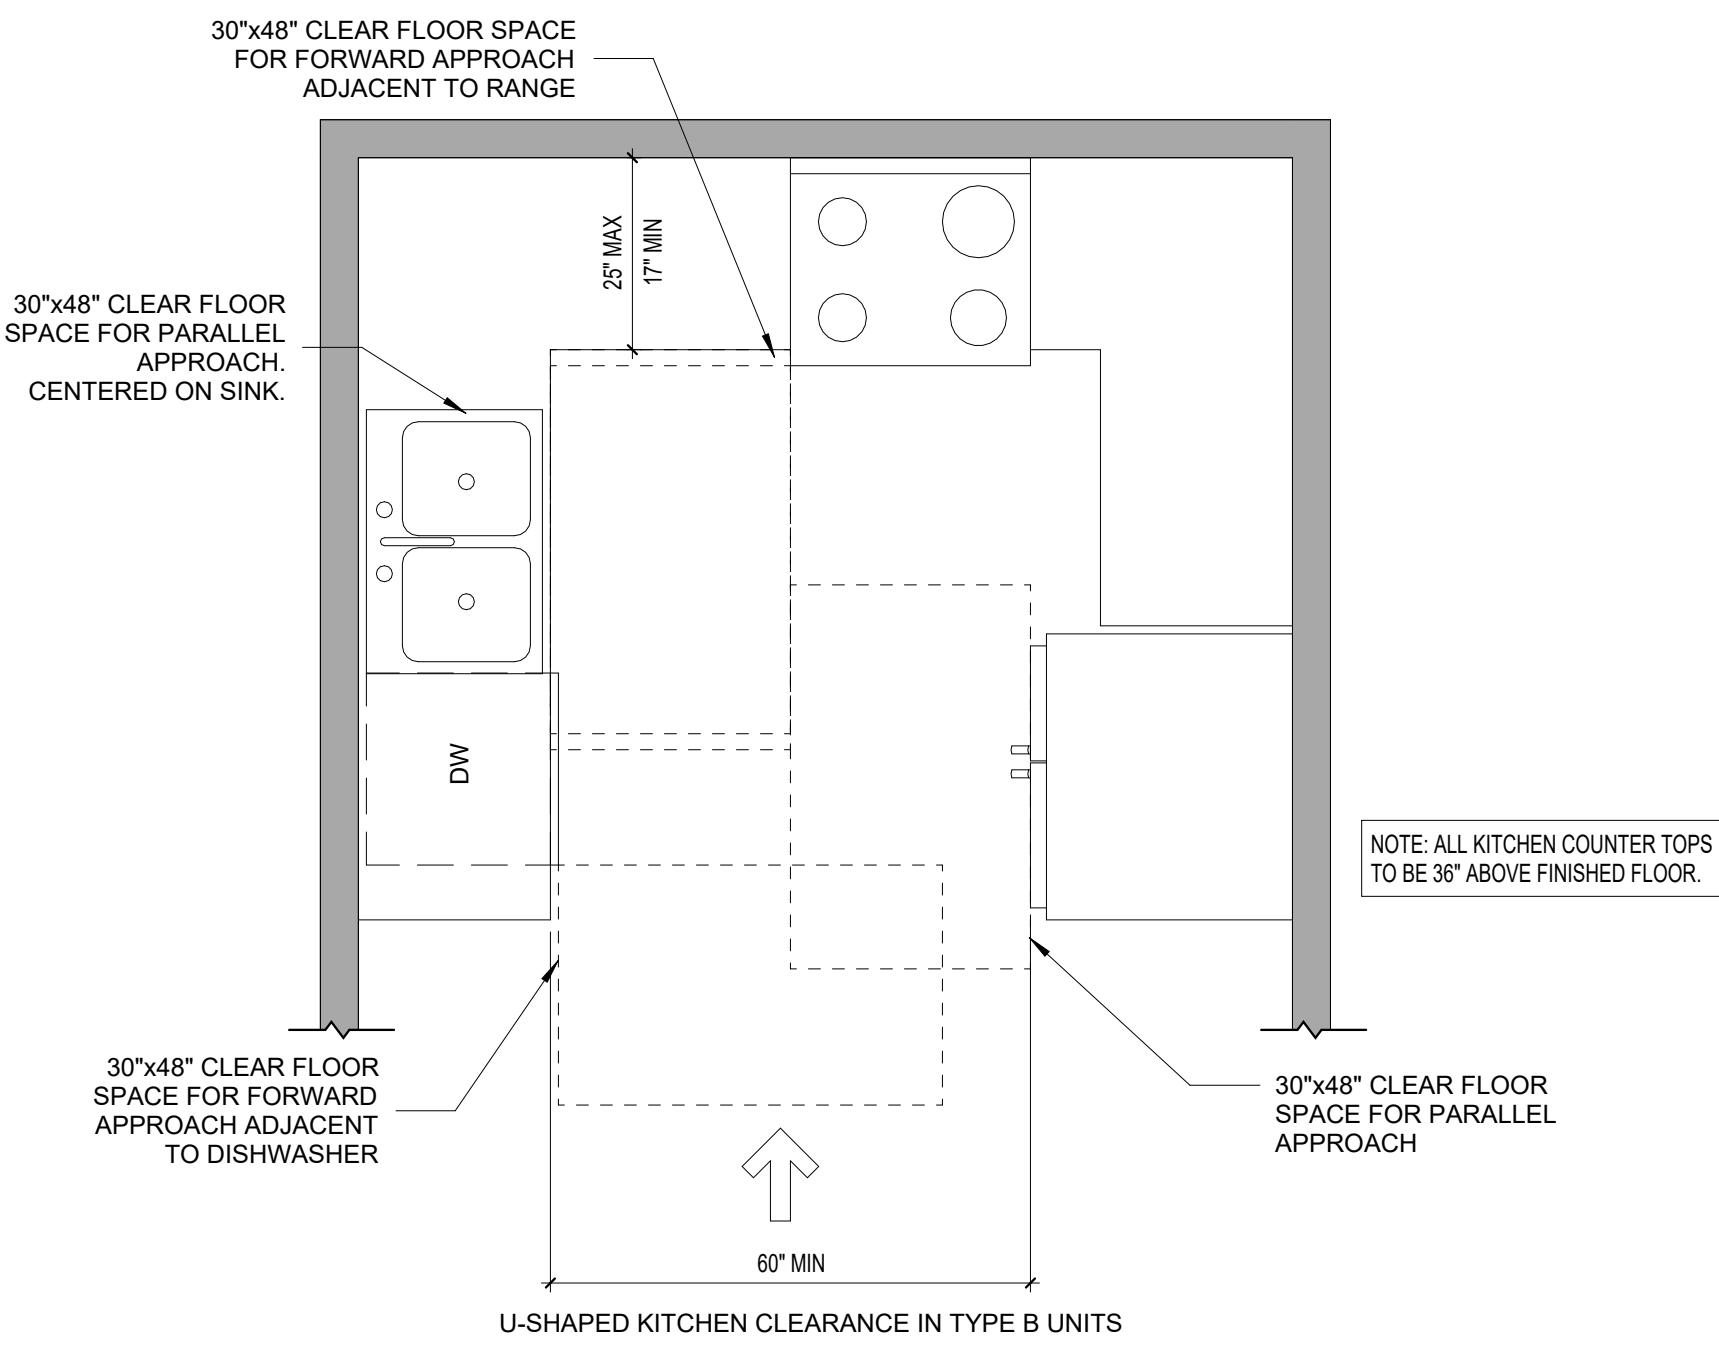 30"x48" CLEAR FLOOR SPACE
FOR FORWARD APPROACH
ADJACENT TO RANGE
25" MAX
17" MIN
30"x48" CLEAR FLOOR
SPACE FOR PARALLEL
APPROACH.
CENTERED ON SINK.
DW
NOTE: ALL KITCHEN COUNTER TOPS
TO BE 36" ABOVE FINISHED FLOOR.
30"x48" CLEAR FLOOR
SPACE FOR FORWARD
APPROACH ADJACENT
TO DISHWASHER
30"x48" CLEAR FLOOR
SPACE FOR PARALLEL
APPROACH
60" MIN
U-SHAPED KITCHEN CLEARANCE IN TYPE B UNITS